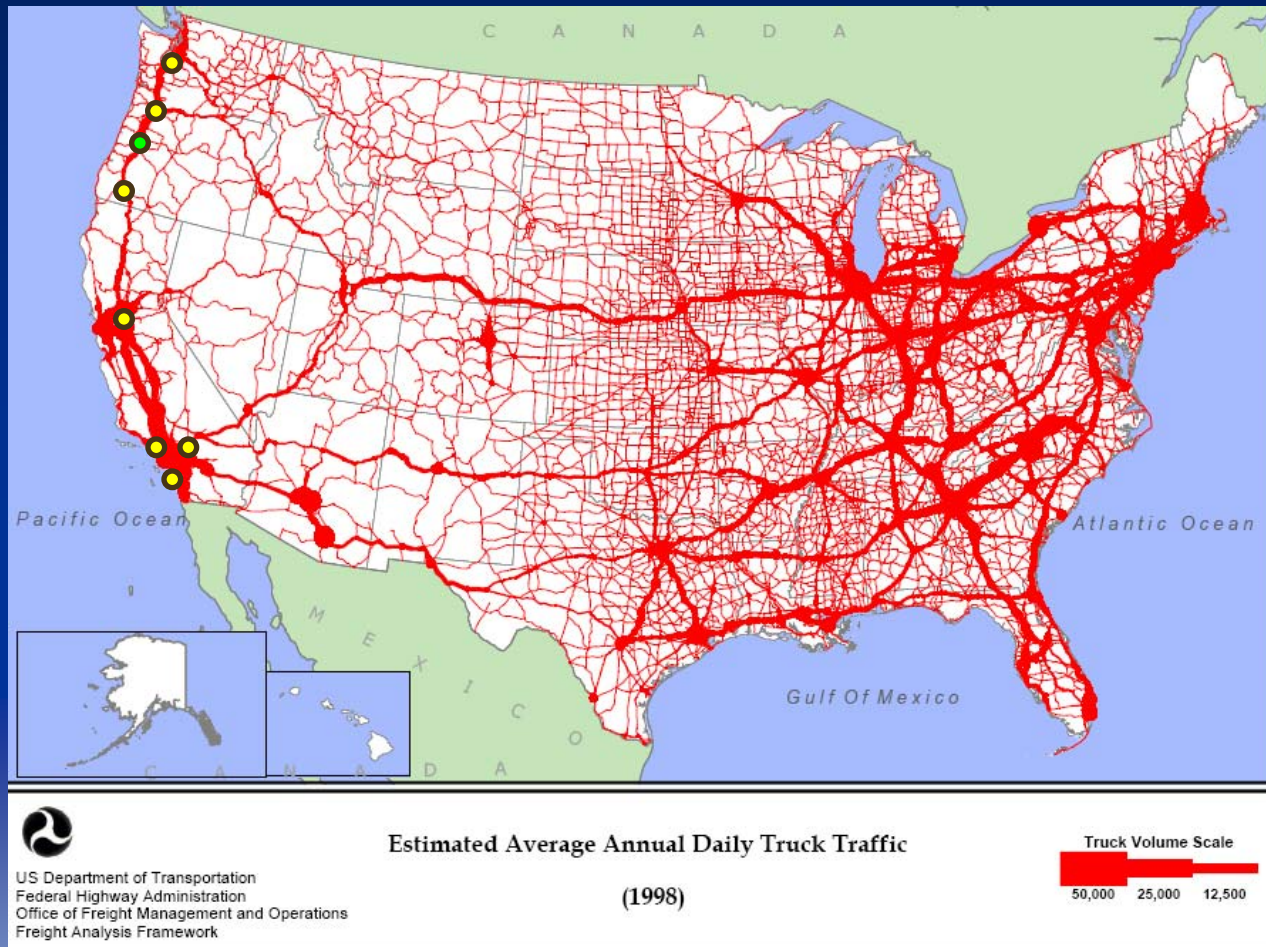 C A N A D A
Pacific Ocean
Atlantic Ocean
M E X I C O
Gulf Of Mexico
C A N A D A
Estimated Average Annual Daily Truck Traffic
(1998)
US Department of Transportation
Federal Highway Administration
Office of Freight Management and Operations
Freight Analysis Framework
Truck Volume Scale
50,000 25,000 12,500